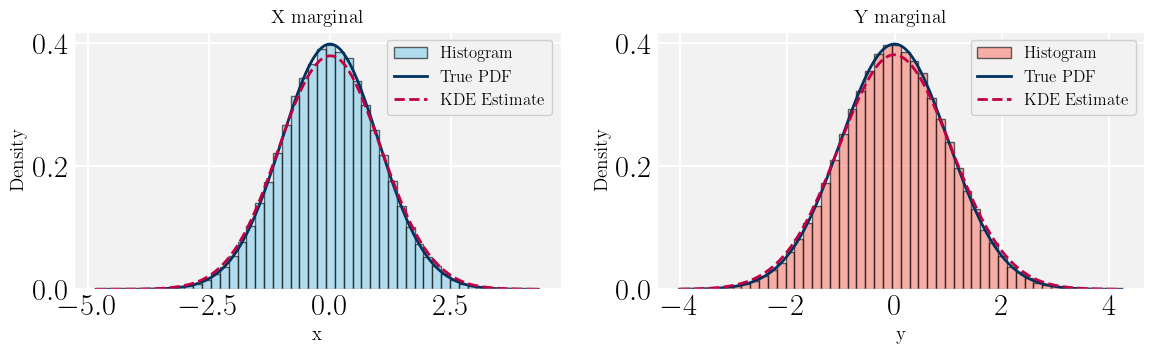 X marginal
Density
0.4
0.2
0.0
−5.0 −2.5 0.0 2.5
x
Histogram
True PDF
KDE Estimate
Y marginal
Density
0.4
0.2
0.0
−4 −2 0 2 4
y
Histogram
True PDF
KDE Estimate